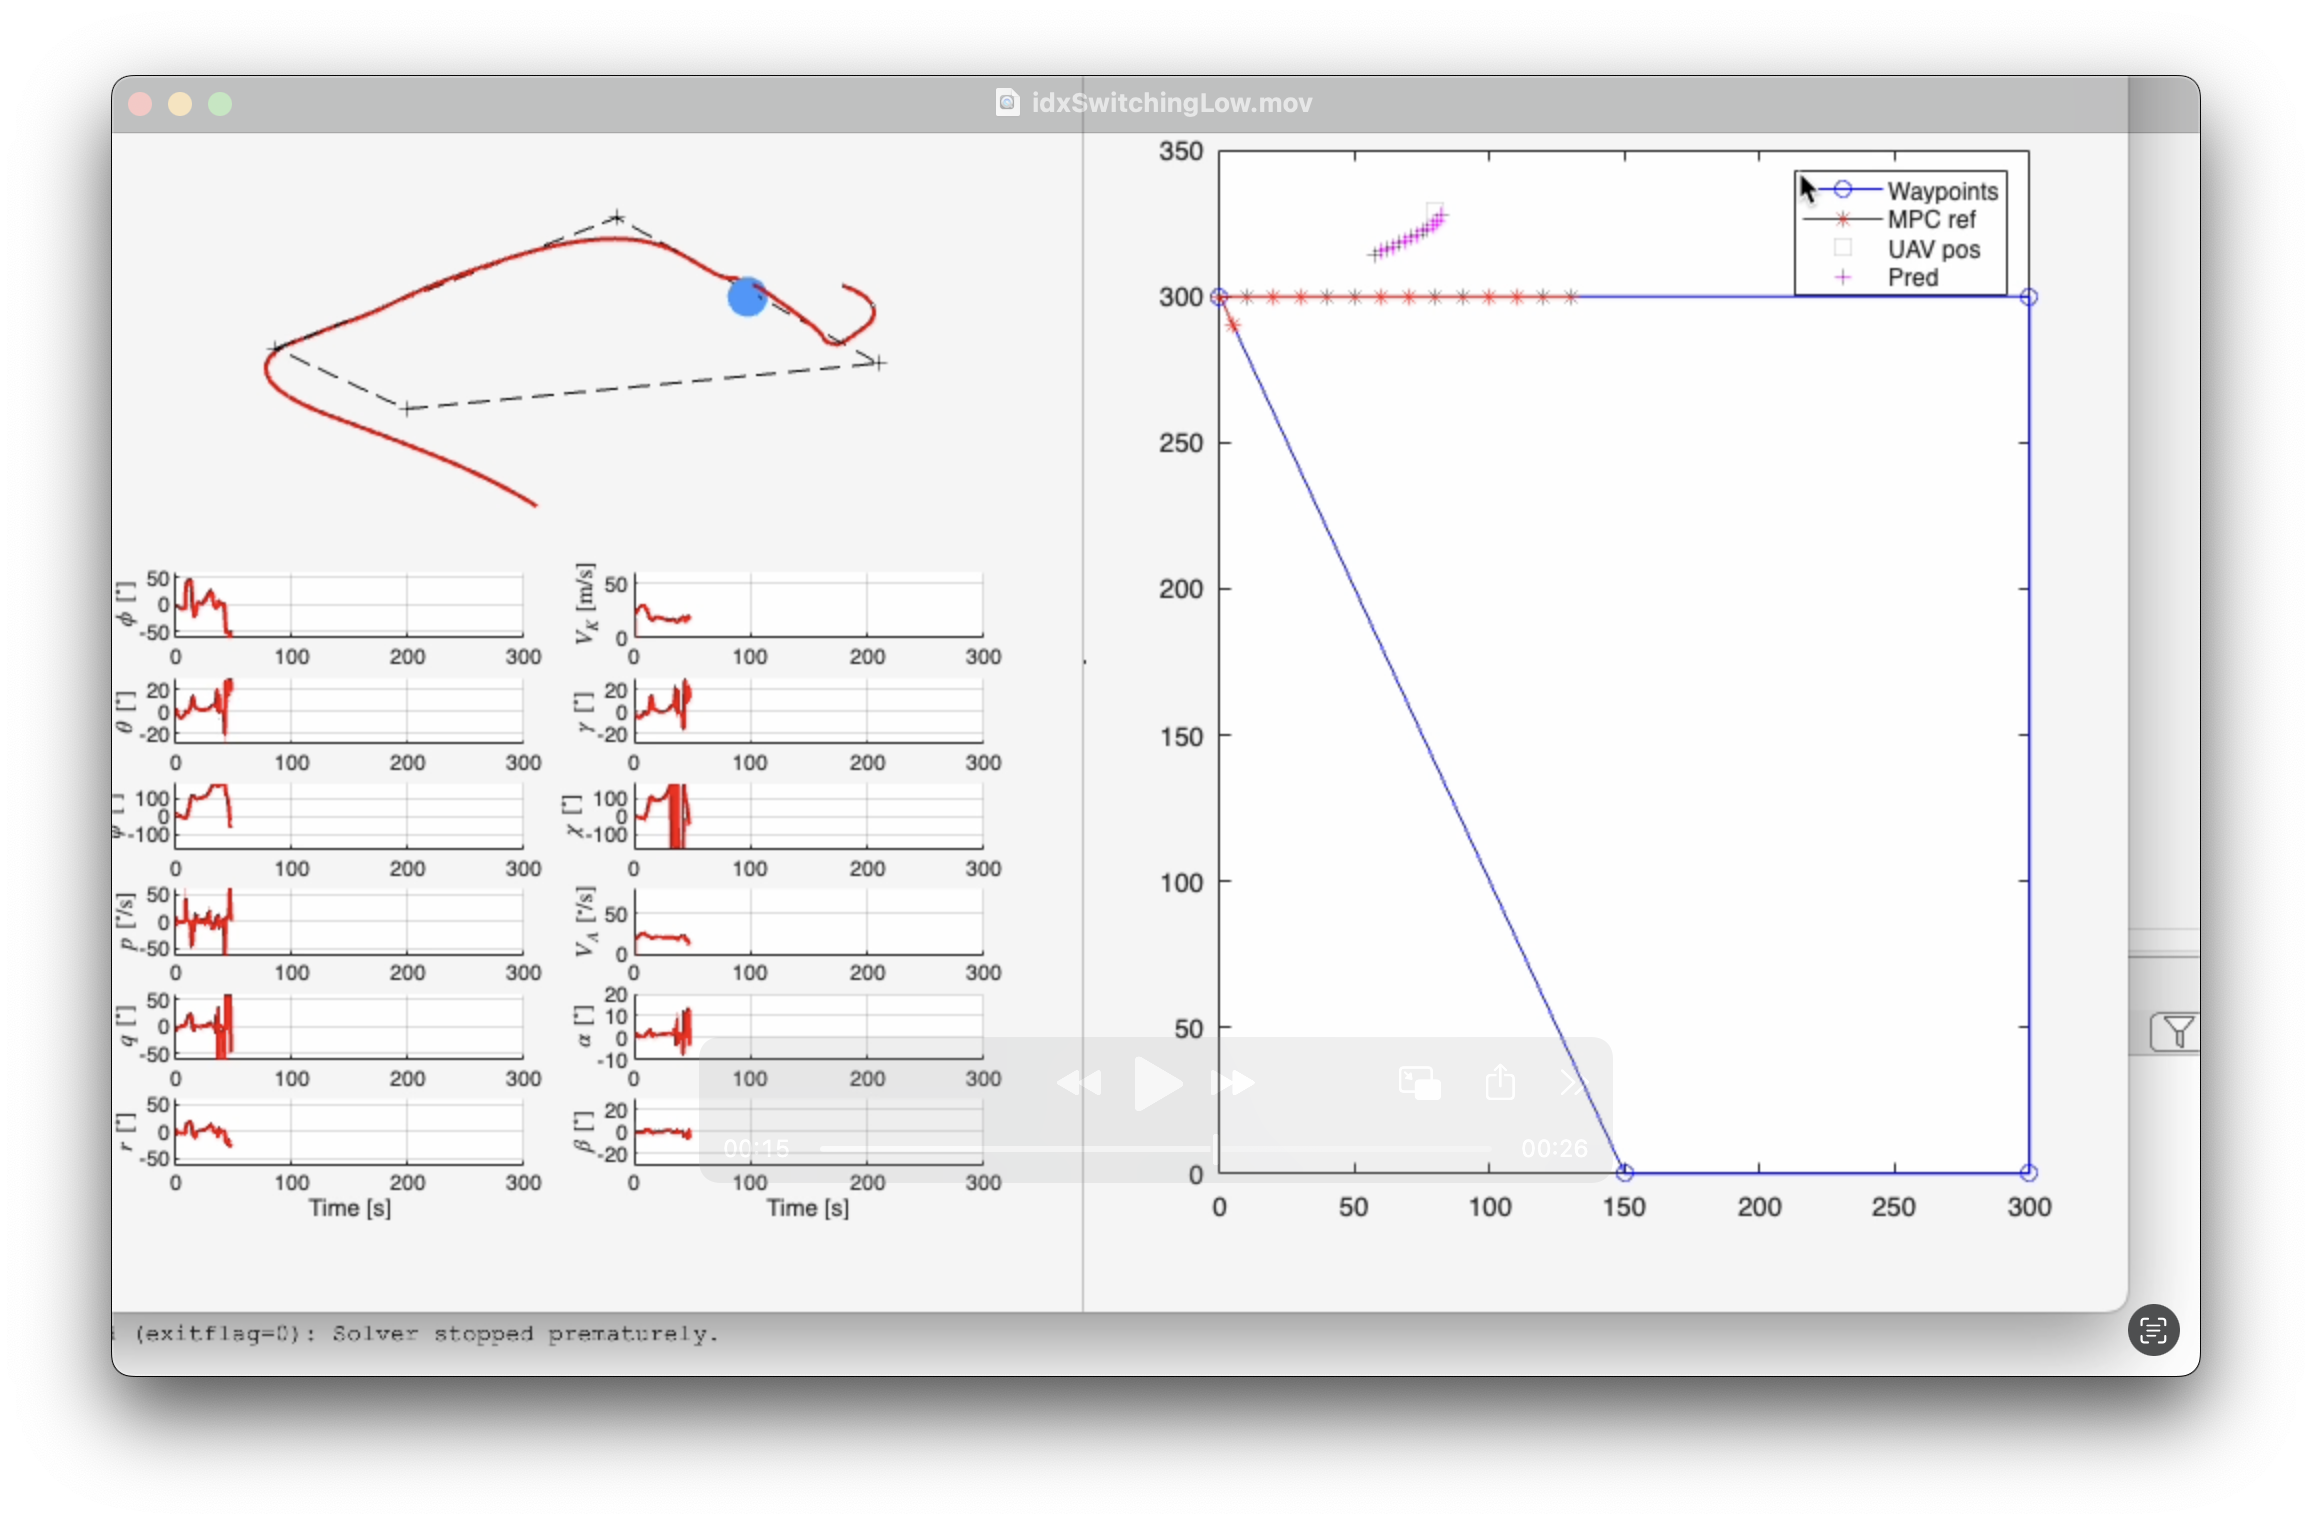 idxSwitchingLow.mov
ϕ [°]
50
0
-50
0 100 200 300
V_K [m/s]
50
0
0 100 200 300
θ [°]
20
0
-20
0 100 200 300
γ [°]
20
0
-20
0 100 200 300
100
0
-100
0 100 200 300
χ [°]
100
0
-100
0 100 200 300
p [°/s]
50
0
-50
0 100 200 300
V_A [°/s]
50
0
0 100 200 300
q [°]
50
0
-50
0 100 200 300
α [°]
20
10
0
-10
0 100 200 300
r [°]
50
0
-50
0 100 200 300
Time [s]
β [°]
20
0
-20
0 100 200 300
Time [s]
350
300
250
200
150
100
50
0
0 50 100 150 200 250 300
Waypoints
MPC ref
UAV pos
Pred
00:15
00:26
(exitflag=0): Solver stopped prematurely.